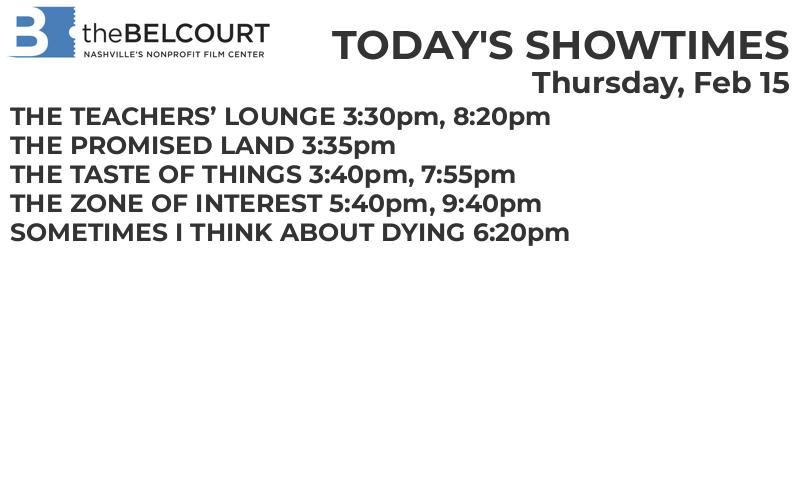 B theBELCOURT
NASHVILLE'S NONPROFIT FILM CENTER
TODAY'S SHOWTIMES
Thursday, Feb 15
THE TEACHERS’ LOUNGE 3:30pm, 8:20pm
THE PROMISED LAND 3:35pm
THE TASTE OF THINGS 3:40pm, 7:55pm
THE ZONE OF INTEREST 5:40pm, 9:40pm
SOMETIMES I THINK ABOUT DYING 6:20pm